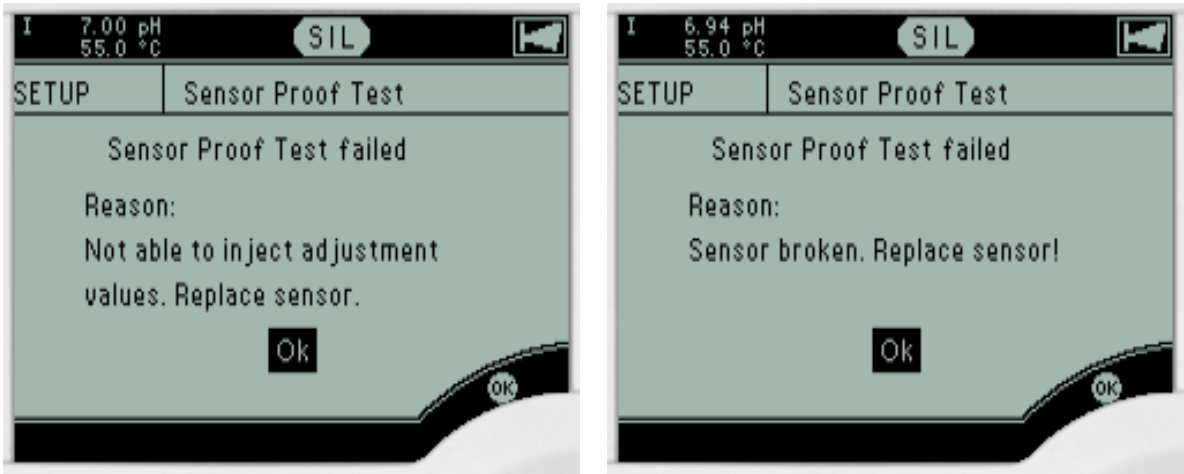 I 7.00 pH
55.0 °C
SIL
SETUP
Sensor Proof Test
Sensor Proof Test failed
Reason:
Not able to inject adjustment
values. Replace sensor.
Ok
OK
I 6.94 pH
55.0 °C
SIL
SETUP
Sensor Proof Test
Sensor Proof Test failed
Reason:
Sensor broken. Replace sensor!
Ok
OK